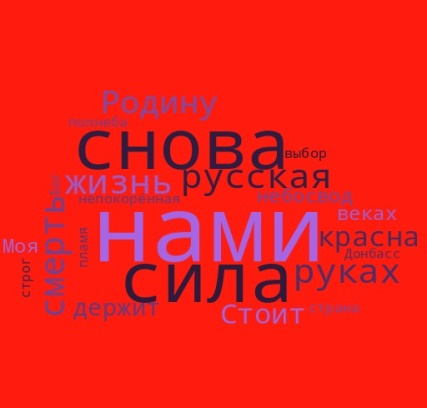 Родину
полнеба
снова
выбор
жизнь
русская
непокорённая
небосвод
смерть
нами
веках
Моя
пламя
красна
Донбасс
строг
сила
руках
держит
Стоит
страна